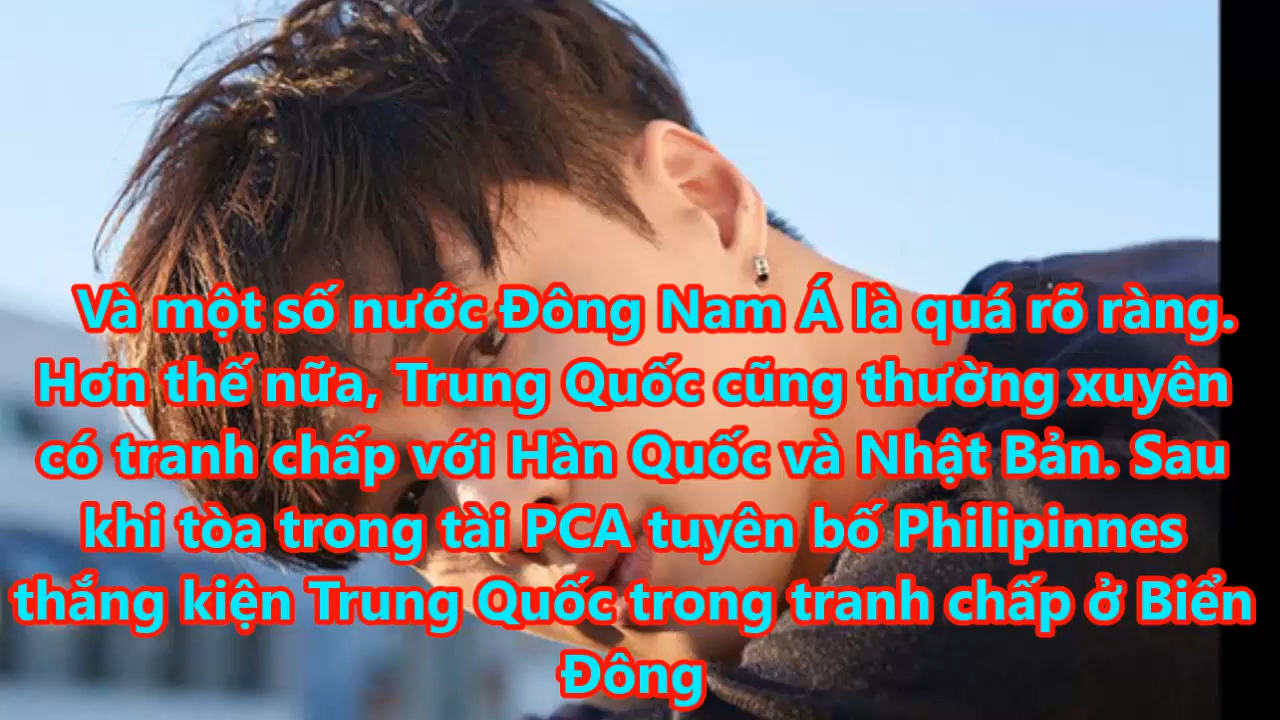 Và một số nước Đông Nam Á là quá rõ ràng.
Hơn thế nữa, Trung Quốc cũng thường xuyên
có tranh chấp với Hàn Quốc và Nhật Bản. Sau
khi tòa trong tài PCA tuyên bố Philipinnes
thắng kiện Trung Quốc trong tranh chấp ở Biển
Đông